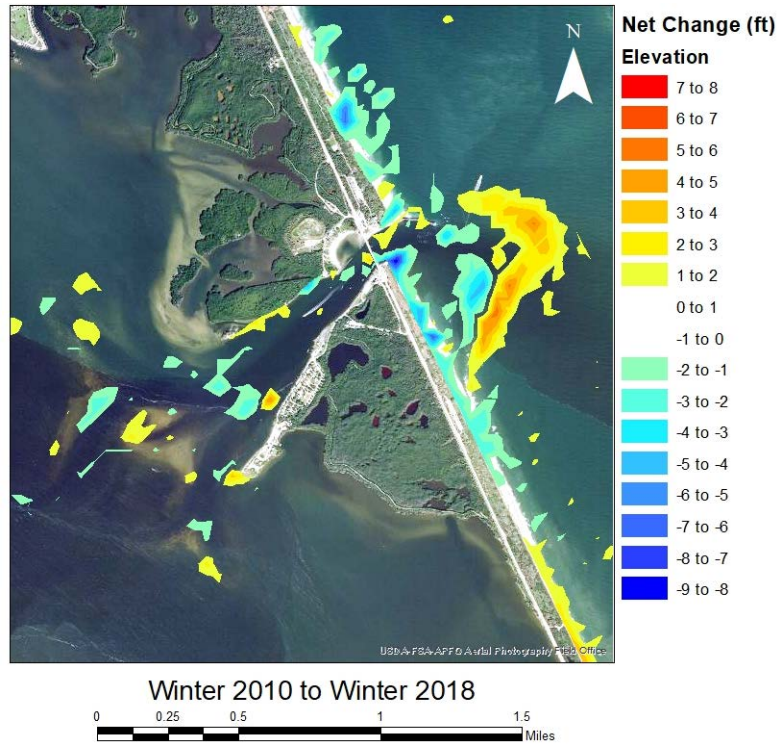 Net Change (ft)
Elevation
N
7 to 8
6 to 7
5 to 6
4 to 5
3 to 4
2 to 3
1 to 2
0 to 1
-1 to 0
-2 to -1
-3 to -2
-4 to -3
-5 to -4
-6 to -5
-7 to -6
-8 to -7
-9 to -8
USDA-FSA-APFO Aerial Photography Field Office
Winter 2010 to Winter 2018
0 0.25 0.5 1 1.5
Miles